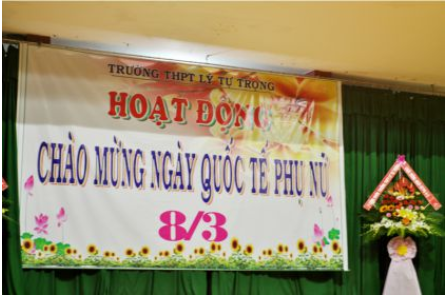 TRƯỜNG THPT LÝ TỰ TRỌNG
HOẠT ĐỘNG
CHÀO MỪNG NGÀY QUỐC TẾ PHỤ NỮ
8/3